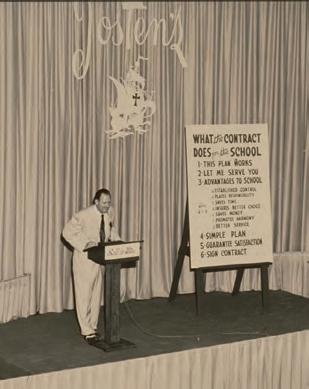 Josten's
WHAT the CONTRACT
DOES for the SCHOOL
1-THIS PLAN WORKS
2-LET ME SERVE YOU
3-ADVANTAGES TO SCHOOL
ESTABLISHED CONTROL
PLACES RESPONSIBILITY
SAVES TIME
INSURES BETTER CHOICE
SAVES MONEY
PROMOTES HARMONY
BETTER SERVICE
4-SIMPLE PLAN
5-GUARANTEE SATISFACTION
6-SIGN CONTRACT